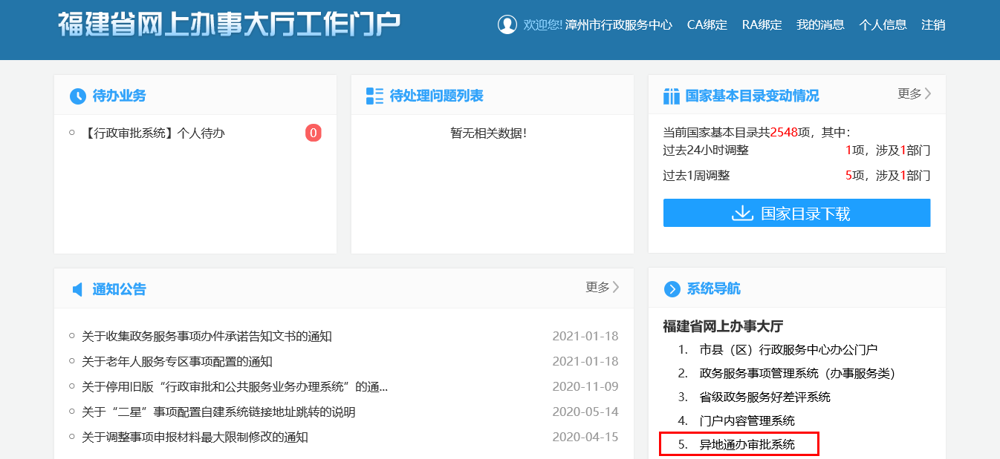 福建省网上办事大厅工作门户
欢迎您! 漳州市行政服务中心 CA绑定 RA绑定 我的消息 个人信息 注销
待办业务
【行政审批系统】个人待办 0
待处理问题列表
暂无相关数据！
国家基本目录变动情况 更多
当前国家基本目录共2548项，其中：
过去24小时调整 1项，涉及1部门
过去1周调整 5项，涉及1部门
国家目录下载
通知公告 更多
关于收集政务服务事项办件承诺告知文书的通知 2021-01-18
关于老年人服务专区事项配置的通知 2021-01-18
关于停用旧版“行政审批和公共服务业务办理系统”的通... 2020-11-09
关于“二星”事项配置自建系统链接地址跳转的说明 2020-05-14
关于调整事项申报材料最大限制修改的通知 2020-04-15
系统导航
福建省网上办事大厅
1. 市县（区）行政服务中心办公门户
2. 政务服务事项管理系统（办事服务类）
3. 省级政务服务好差评系统
4. 门户内容管理系统
5. 异地通办审批系统